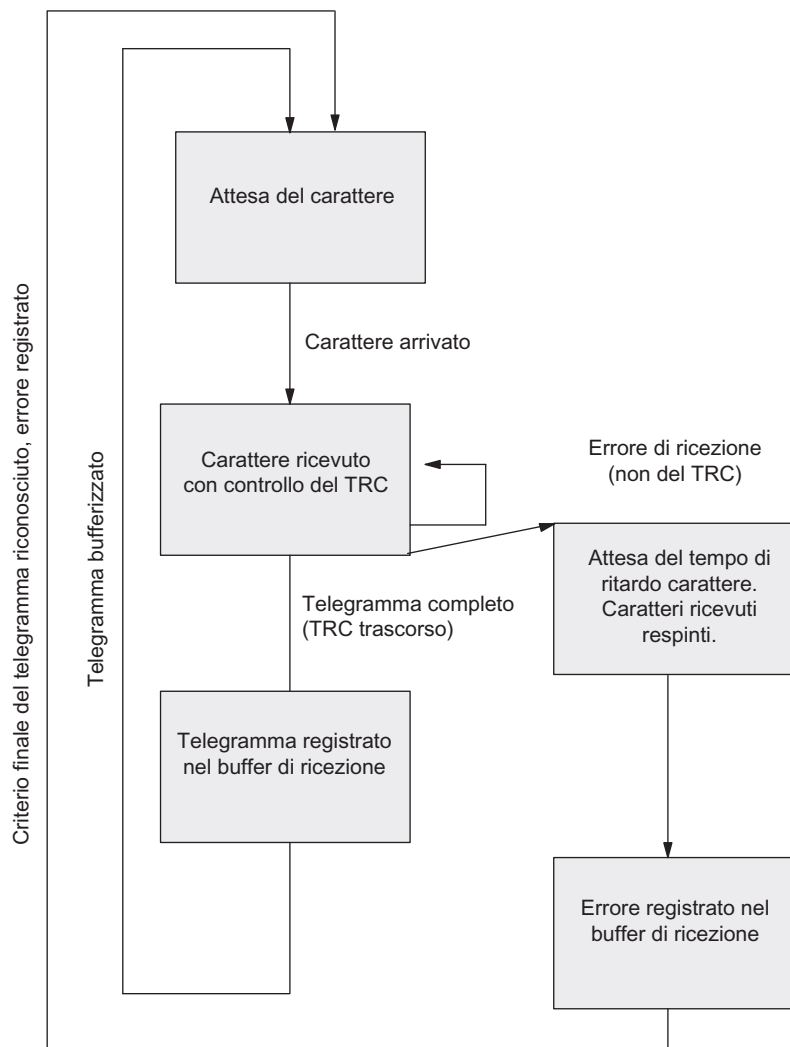 Attesa del carattere
Carattere arrivato
Carattere ricevuto
con controllo del TRC
Errore di ricezione
(non del TRC)
Attesa del tempo di
ritardo carattere.
Caratteri ricevuti
respinti.
Telegramma completo
(TRC trascorso)
Telegramma registrato
nel buffer di ricezione
Errore registrato nel
buffer di ricezione
Telegramma bufferizzato
Criterio finale del telegramma riconosciuto, errore registrato